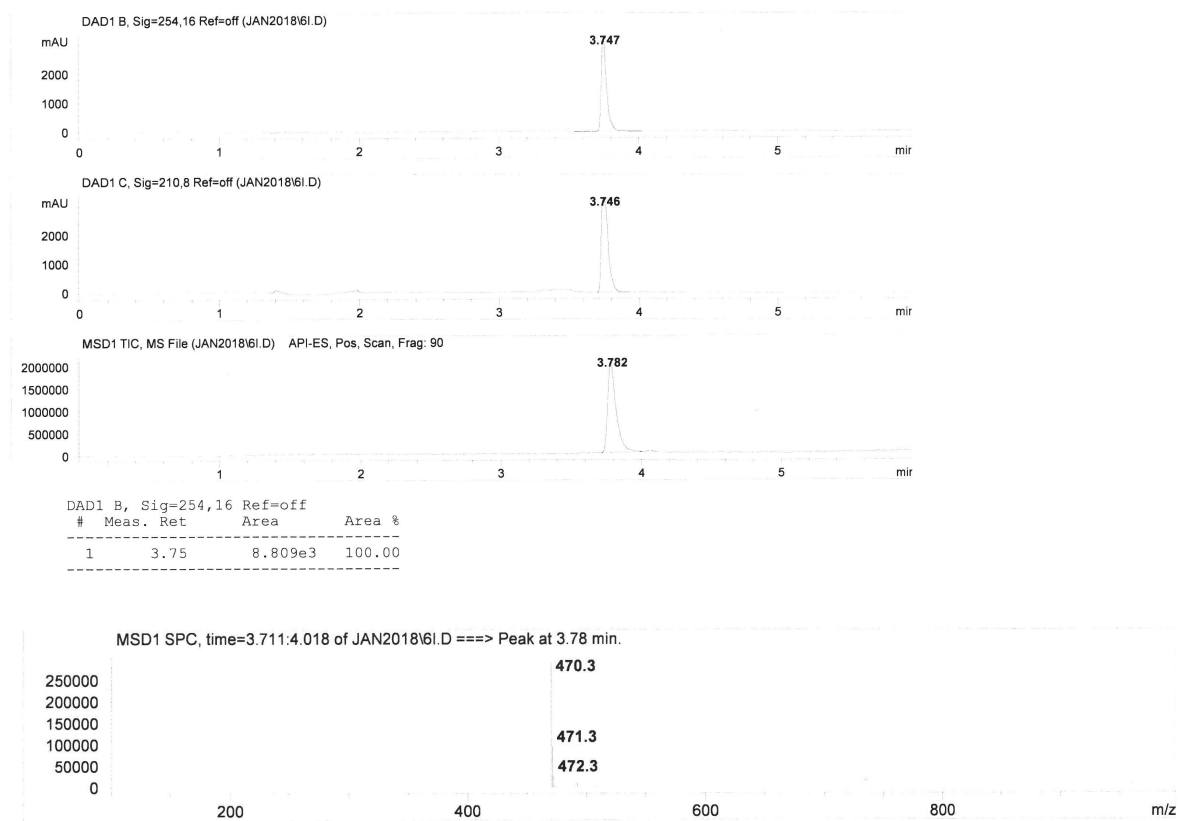 DAD1 B, Sig=254,16 Ref=off (JAN2018\6I.D)
mAU
3.747
2000
1000
0
0 1 2 3 4 5 mir
DAD1 C, Sig=210,8 Ref=off (JAN2018\6I.D)
mAU
3.746
2000
1000
0
0 1 2 3 4 5 mir
MSD1 TIC, MS File (JAN2018\6I.D) API-ES, Pos, Scan, Frag: 90
3.782
2000000
1500000
1000000
500000
0
1 2 3 4 5 mir
DAD1 B, Sig=254,16 Ref=off
# Meas. Ret Area Area %
--------------------------------------
1 3.75 8.809e3 100.00
--------------------------------------
MSD1 SPC, time=3.711:4.018 of JAN2018\6I.D ===> Peak at 3.78 min.
470.3
250000
200000
150000
471.3
100000
472.3
50000
0
200 400 600 800 m/z